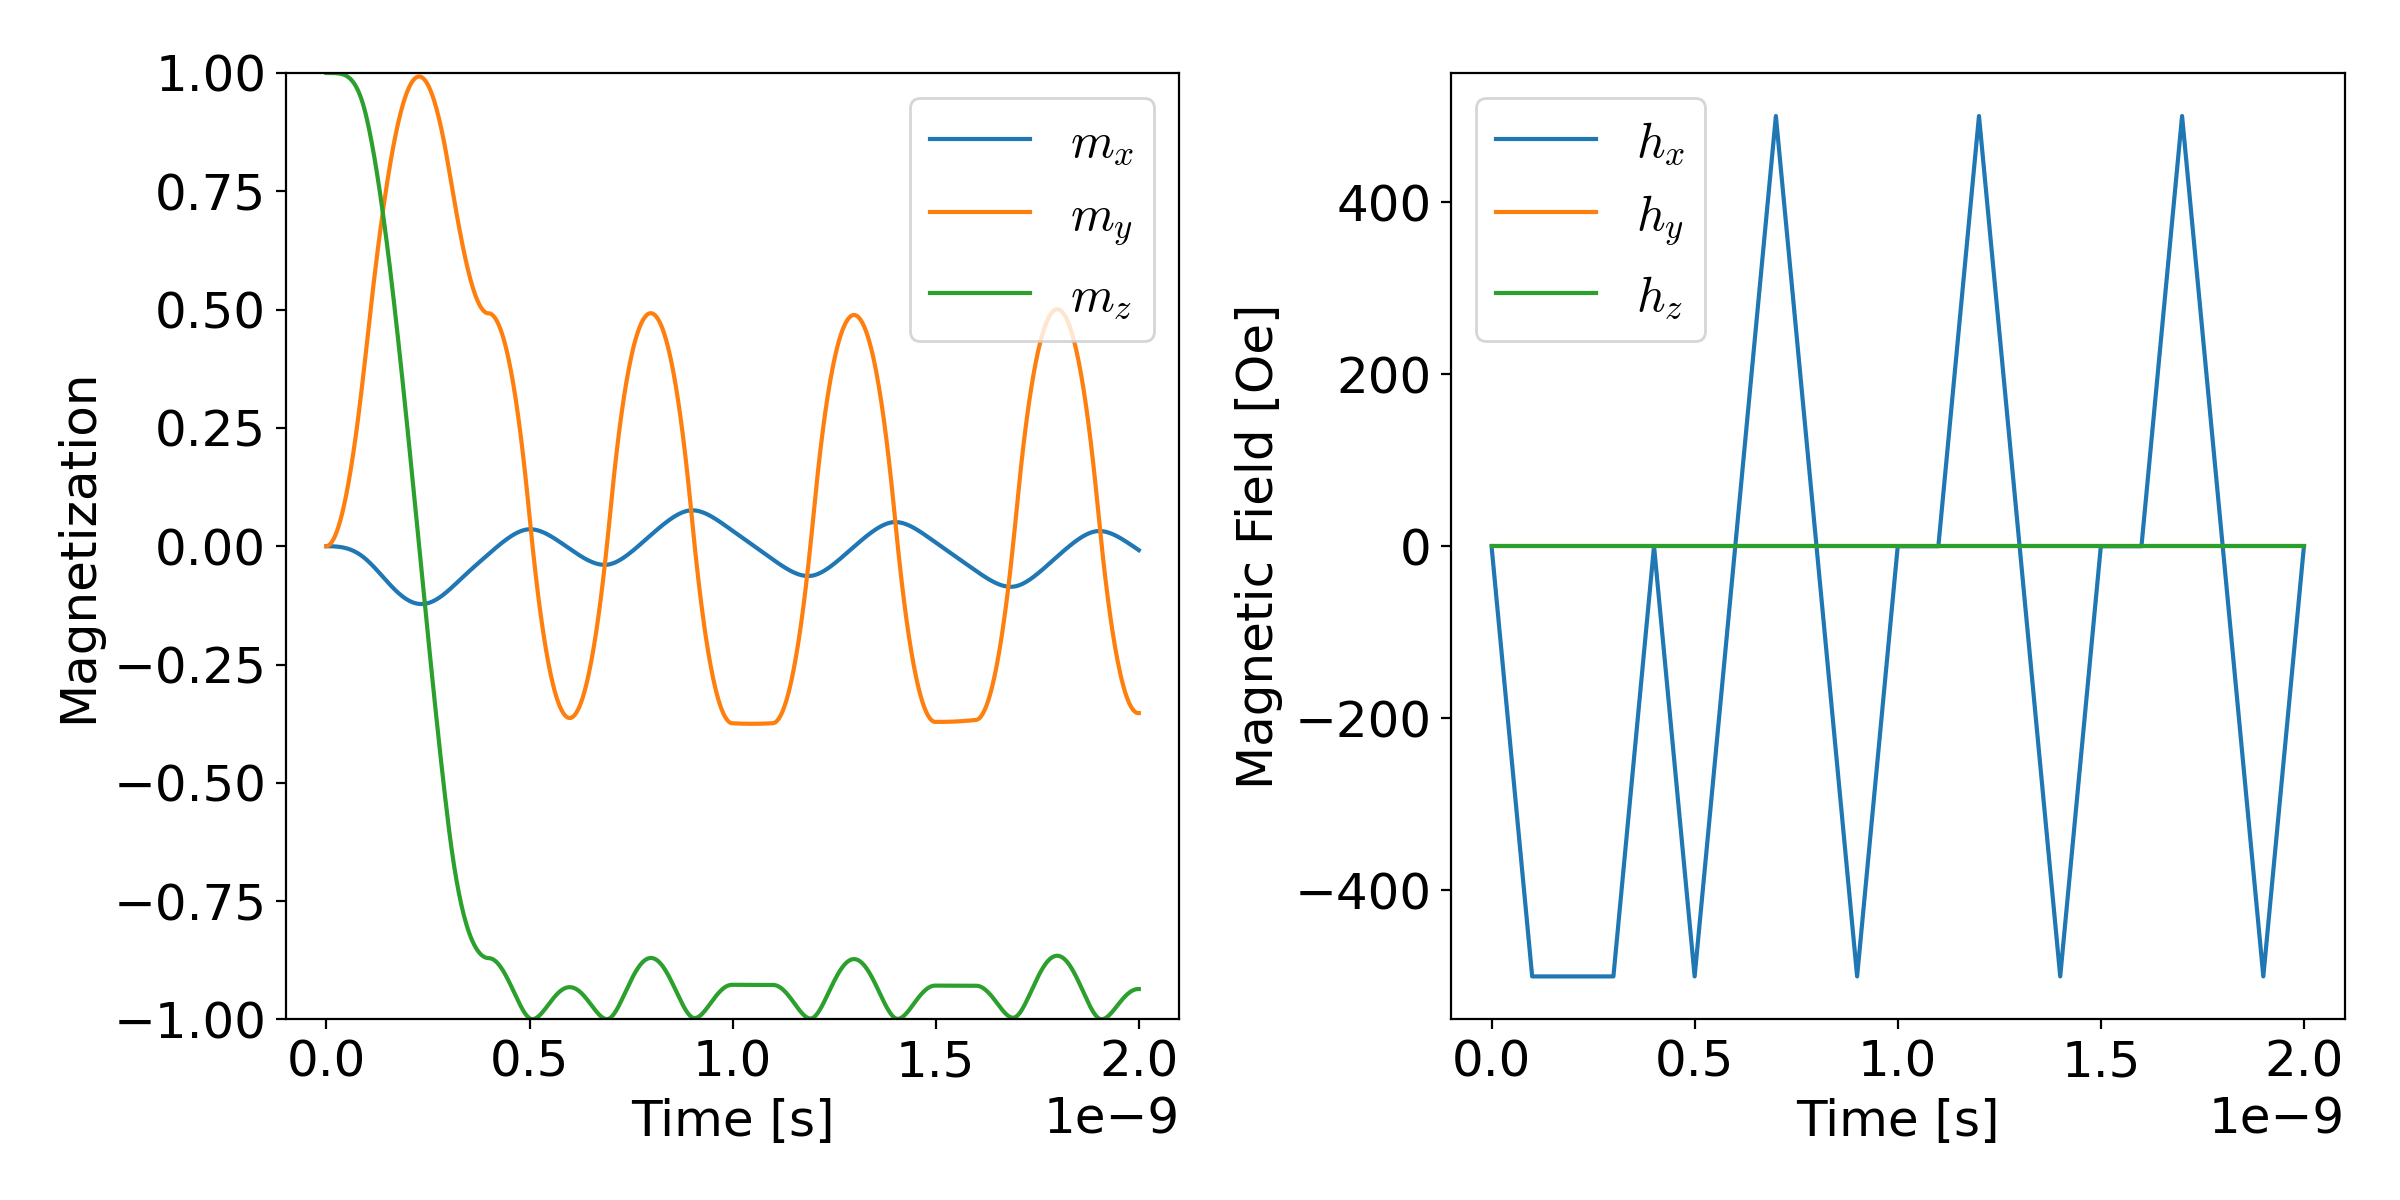 Magnetization
1.00
0.75
0.50
0.25
0.00
−0.25
−0.50
−0.75
−1.00
m_x
m_y
m_z
0.0 0.5 1.0 1.5 2.0
Time [s]
1e−9
Magnetic Field [Oe]
400
200
0
−200
−400
h_x
h_y
h_z
0.0 0.5 1.0 1.5 2.0
Time [s]
1e−9